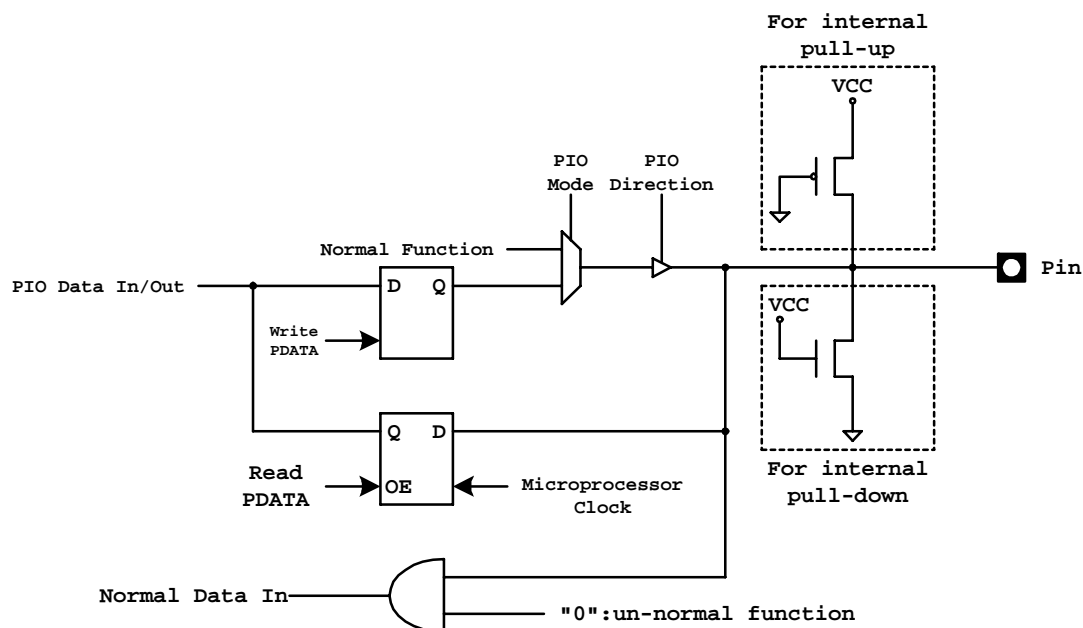 For internal
pull-up
VCC
PIO
Mode
PIO
Direction
Normal Function
PIO Data In/Out
D Q
Pin
Write
PDATA
VCC
Q D
Read
PDATA
OE
Microprocessor
Clock
For internal
pull-down
Normal Data In
"0":un-normal function